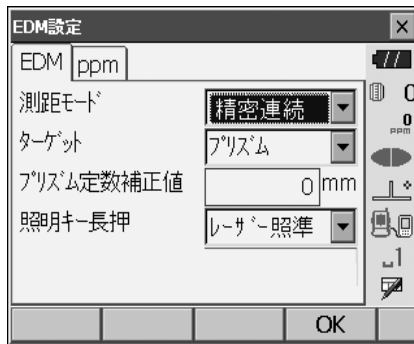 EDM設定
EDM ppm
測距モード 精密連続
ターゲット プリズム
プリズム定数補正値 0 mm
照明キー長押 レーザー照準
0
0
PPM
1
OK